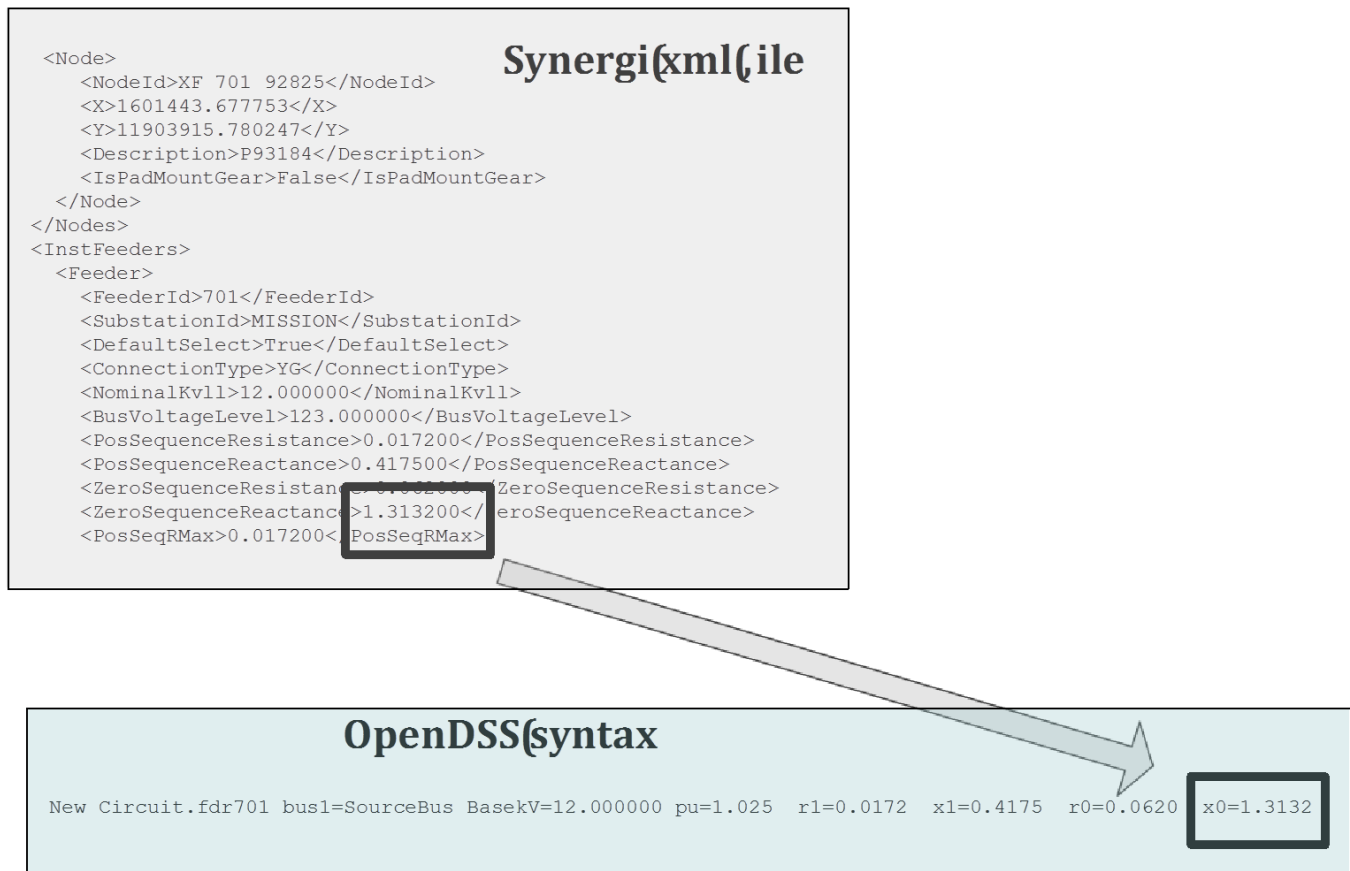 Synergi(xml(,ile
<Node>
<NodeId>XF 701 92825</NodeId>
<X>1601443.677753</X>
<Y>11903915.780247</Y>
<Description>P93184</Description>
<IsPadMountGear>False</IsPadMountGear>
</Node>
</Nodes>
<InstFeeders>
<Feeder>
<FeederId>701</FeederId>
<SubstationId>MISSION</SubstationId>
<DefaultSelect>True</DefaultSelect>
<ConnectionType>YG</ConnectionType>
<NominalKvll>12.000000</NominalKvll>
<BusVoltageLevel>123.000000</BusVoltageLevel>
<PosSequenceResistance>0.017200</PosSequenceResistance>
<PosSequenceReactance>0.417500</PosSequenceReactance>
<ZeroSequenceResistance>0.062000</ZeroSequenceResistance>
<ZeroSequenceReactance>1.313200</ZeroSequenceReactance>
<PosSeqRMax>0.017200</PosSeqRMax>
OpenDSS(syntax
New Circuit.fdr701 bus1=SourceBus BasekV=12.000000 pu=1.025 r1=0.0172 x1=0.4175 r0=0.0620 x0=1.3132